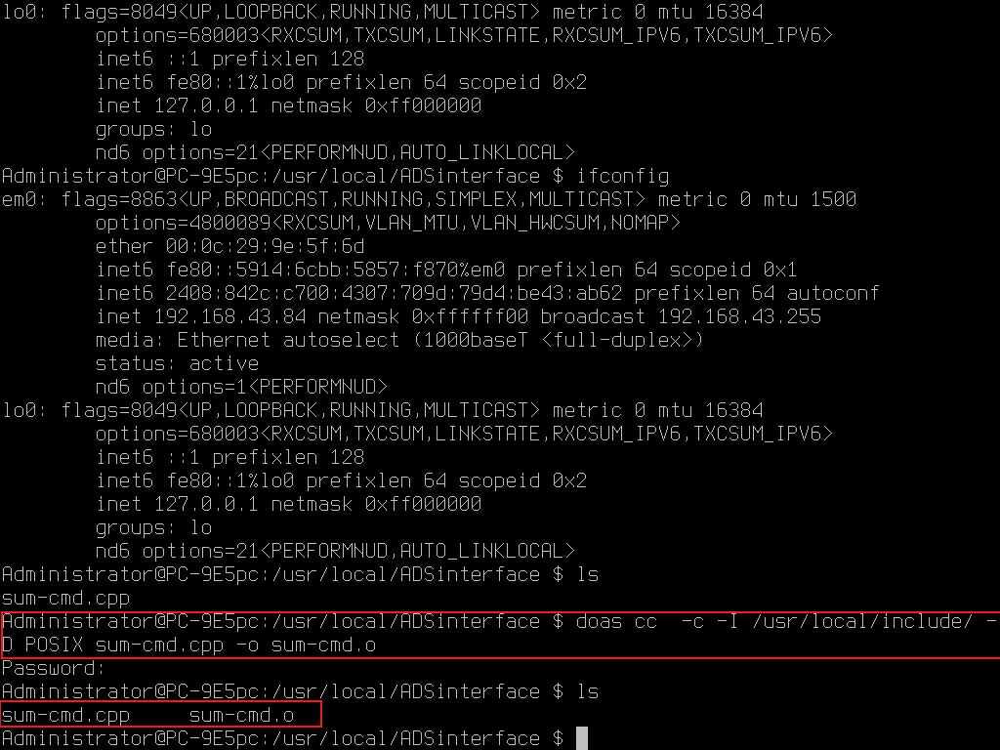 lo0: flags=8049<UP,LOOPBACK,RUNNING,MULTICAST> metric 0 mtu 16384
        options=680003<RXCSUM,TXCSUM,LINKSTATE,RXCSUM_IPV6,TXCSUM_IPV6>
        inet6 ::1 prefixlen 128
        inet6 fe80::1%lo0 prefixlen 64 scopeid 0x2
        inet 127.0.0.1 netmask 0xff000000
        groups: lo
        nd6 options=21<PERFORMNUD,AUTO_LINKLOCAL>
Administrator@PC-9E5pc:/usr/local/ADSinterface $ ifconfig
em0: flags=8863<UP,BROADCAST,RUNNING,SIMPLEX,MULTICAST> metric 0 mtu 1500
        options=4800089<RXCSUM,VLAN_MTU,VLAN_HWCSUM,NOMAP>
        ether 00:0c:29:9e:5f:6d
        inet6 fe80::5914:6cbb:5857:f870%em0 prefixlen 64 scopeid 0x1
        inet6 2408:842c:c700:4307:709d:79d4:be43:ab62 prefixlen 64 autoconf
        inet 192.168.43.84 netmask 0xffffff00 broadcast 192.168.43.255
        media: Ethernet autoselect (1000baseT <full-duplex>)
        status: active
        nd6 options=1<PERFORMNUD>
lo0: flags=8049<UP,LOOPBACK,RUNNING,MULTICAST> metric 0 mtu 16384
        options=680003<RXCSUM,TXCSUM,LINKSTATE,RXCSUM_IPV6,TXCSUM_IPV6>
        inet6 ::1 prefixlen 128
        inet6 fe80::1%lo0 prefixlen 64 scopeid 0x2
        inet 127.0.0.1 netmask 0xff000000
        groups: lo
        nd6 options=21<PERFORMNUD,AUTO_LINKLOCAL>
Administrator@PC-9E5pc:/usr/local/ADSinterface $ ls
sum-cmd.cpp
Administrator@PC-9E5pc:/usr/local/ADSinterface $ doas cc  -c -I /usr/local/include/ -
D POSIX sum-cmd.cpp -o sum-cmd.o
Password:
Administrator@PC-9E5pc:/usr/local/ADSinterface $ ls
sum-cmd.cpp     sum-cmd.o
Administrator@PC-9E5pc:/usr/local/ADSinterface $